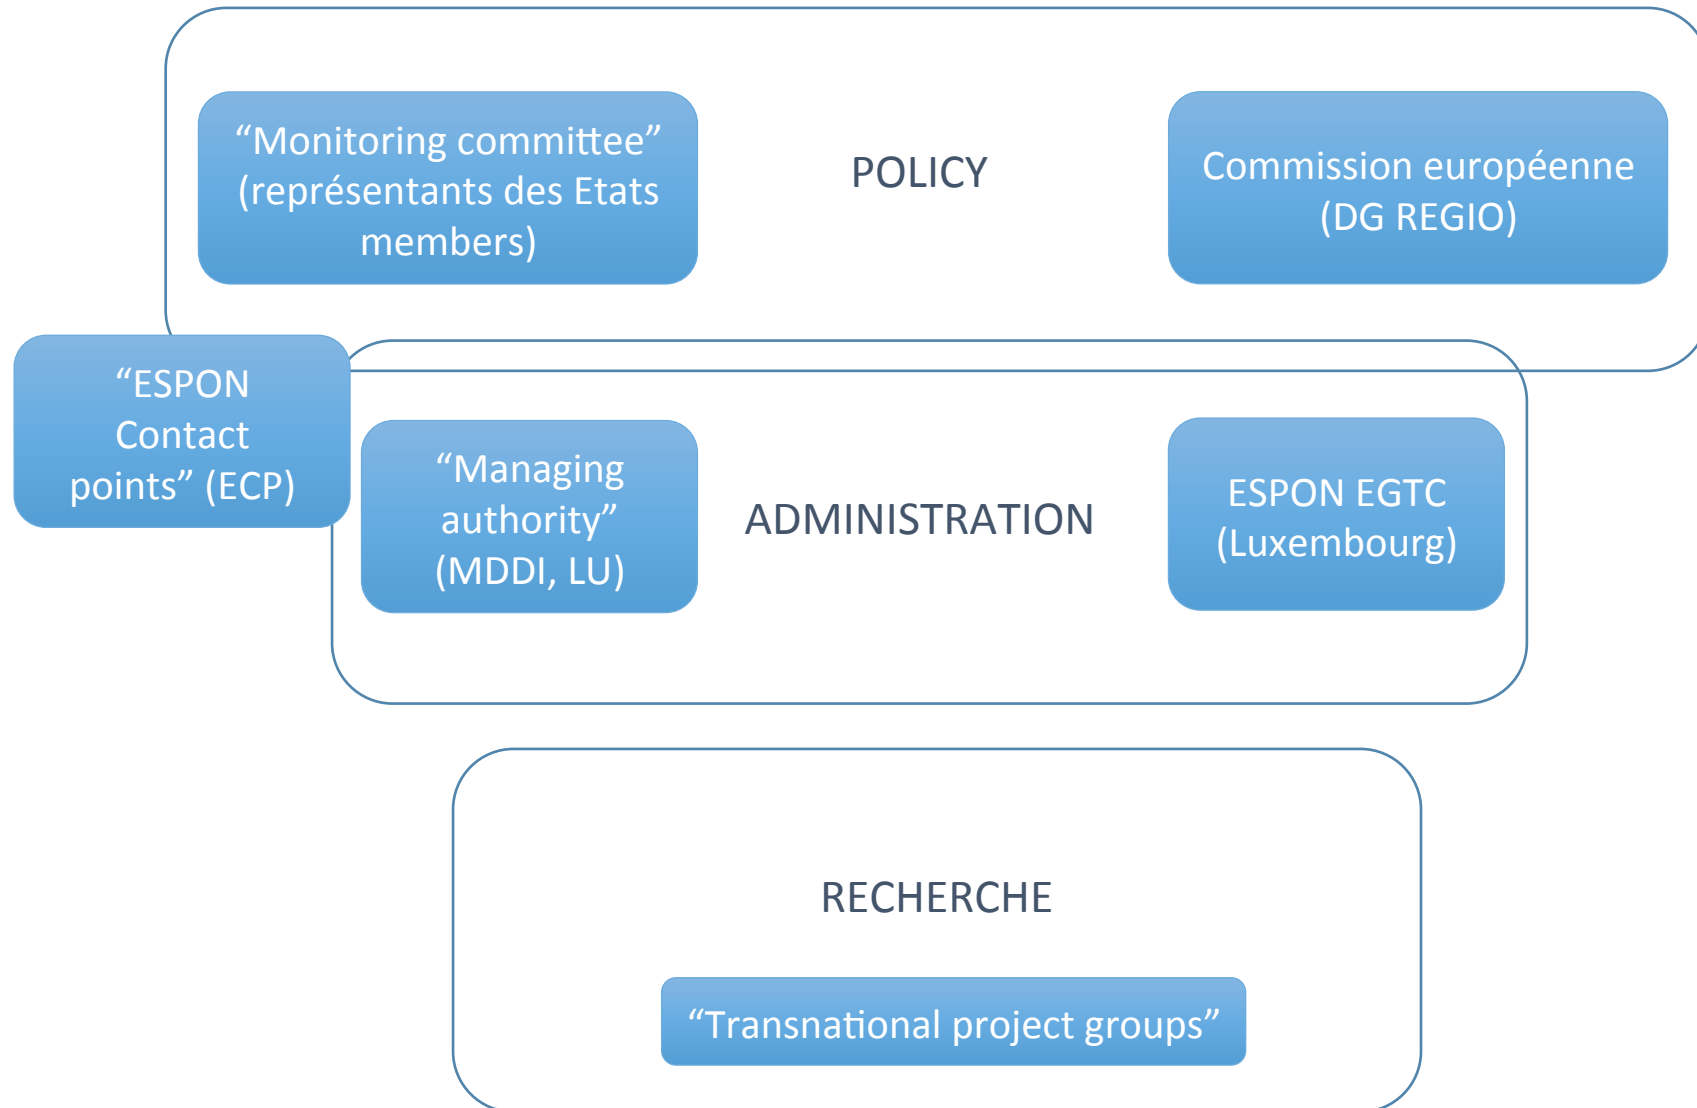 “Monitoring committee”
(représentants des Etats
members)
POLICY
Commission européenne
(DG REGIO)
“ESPON
Contact
points” (ECP)
“Managing
authority”
(MDDI, LU)
ADMINISTRATION
ESPON EGTC
(Luxembourg)
RECHERCHE
“Transnational project groups”